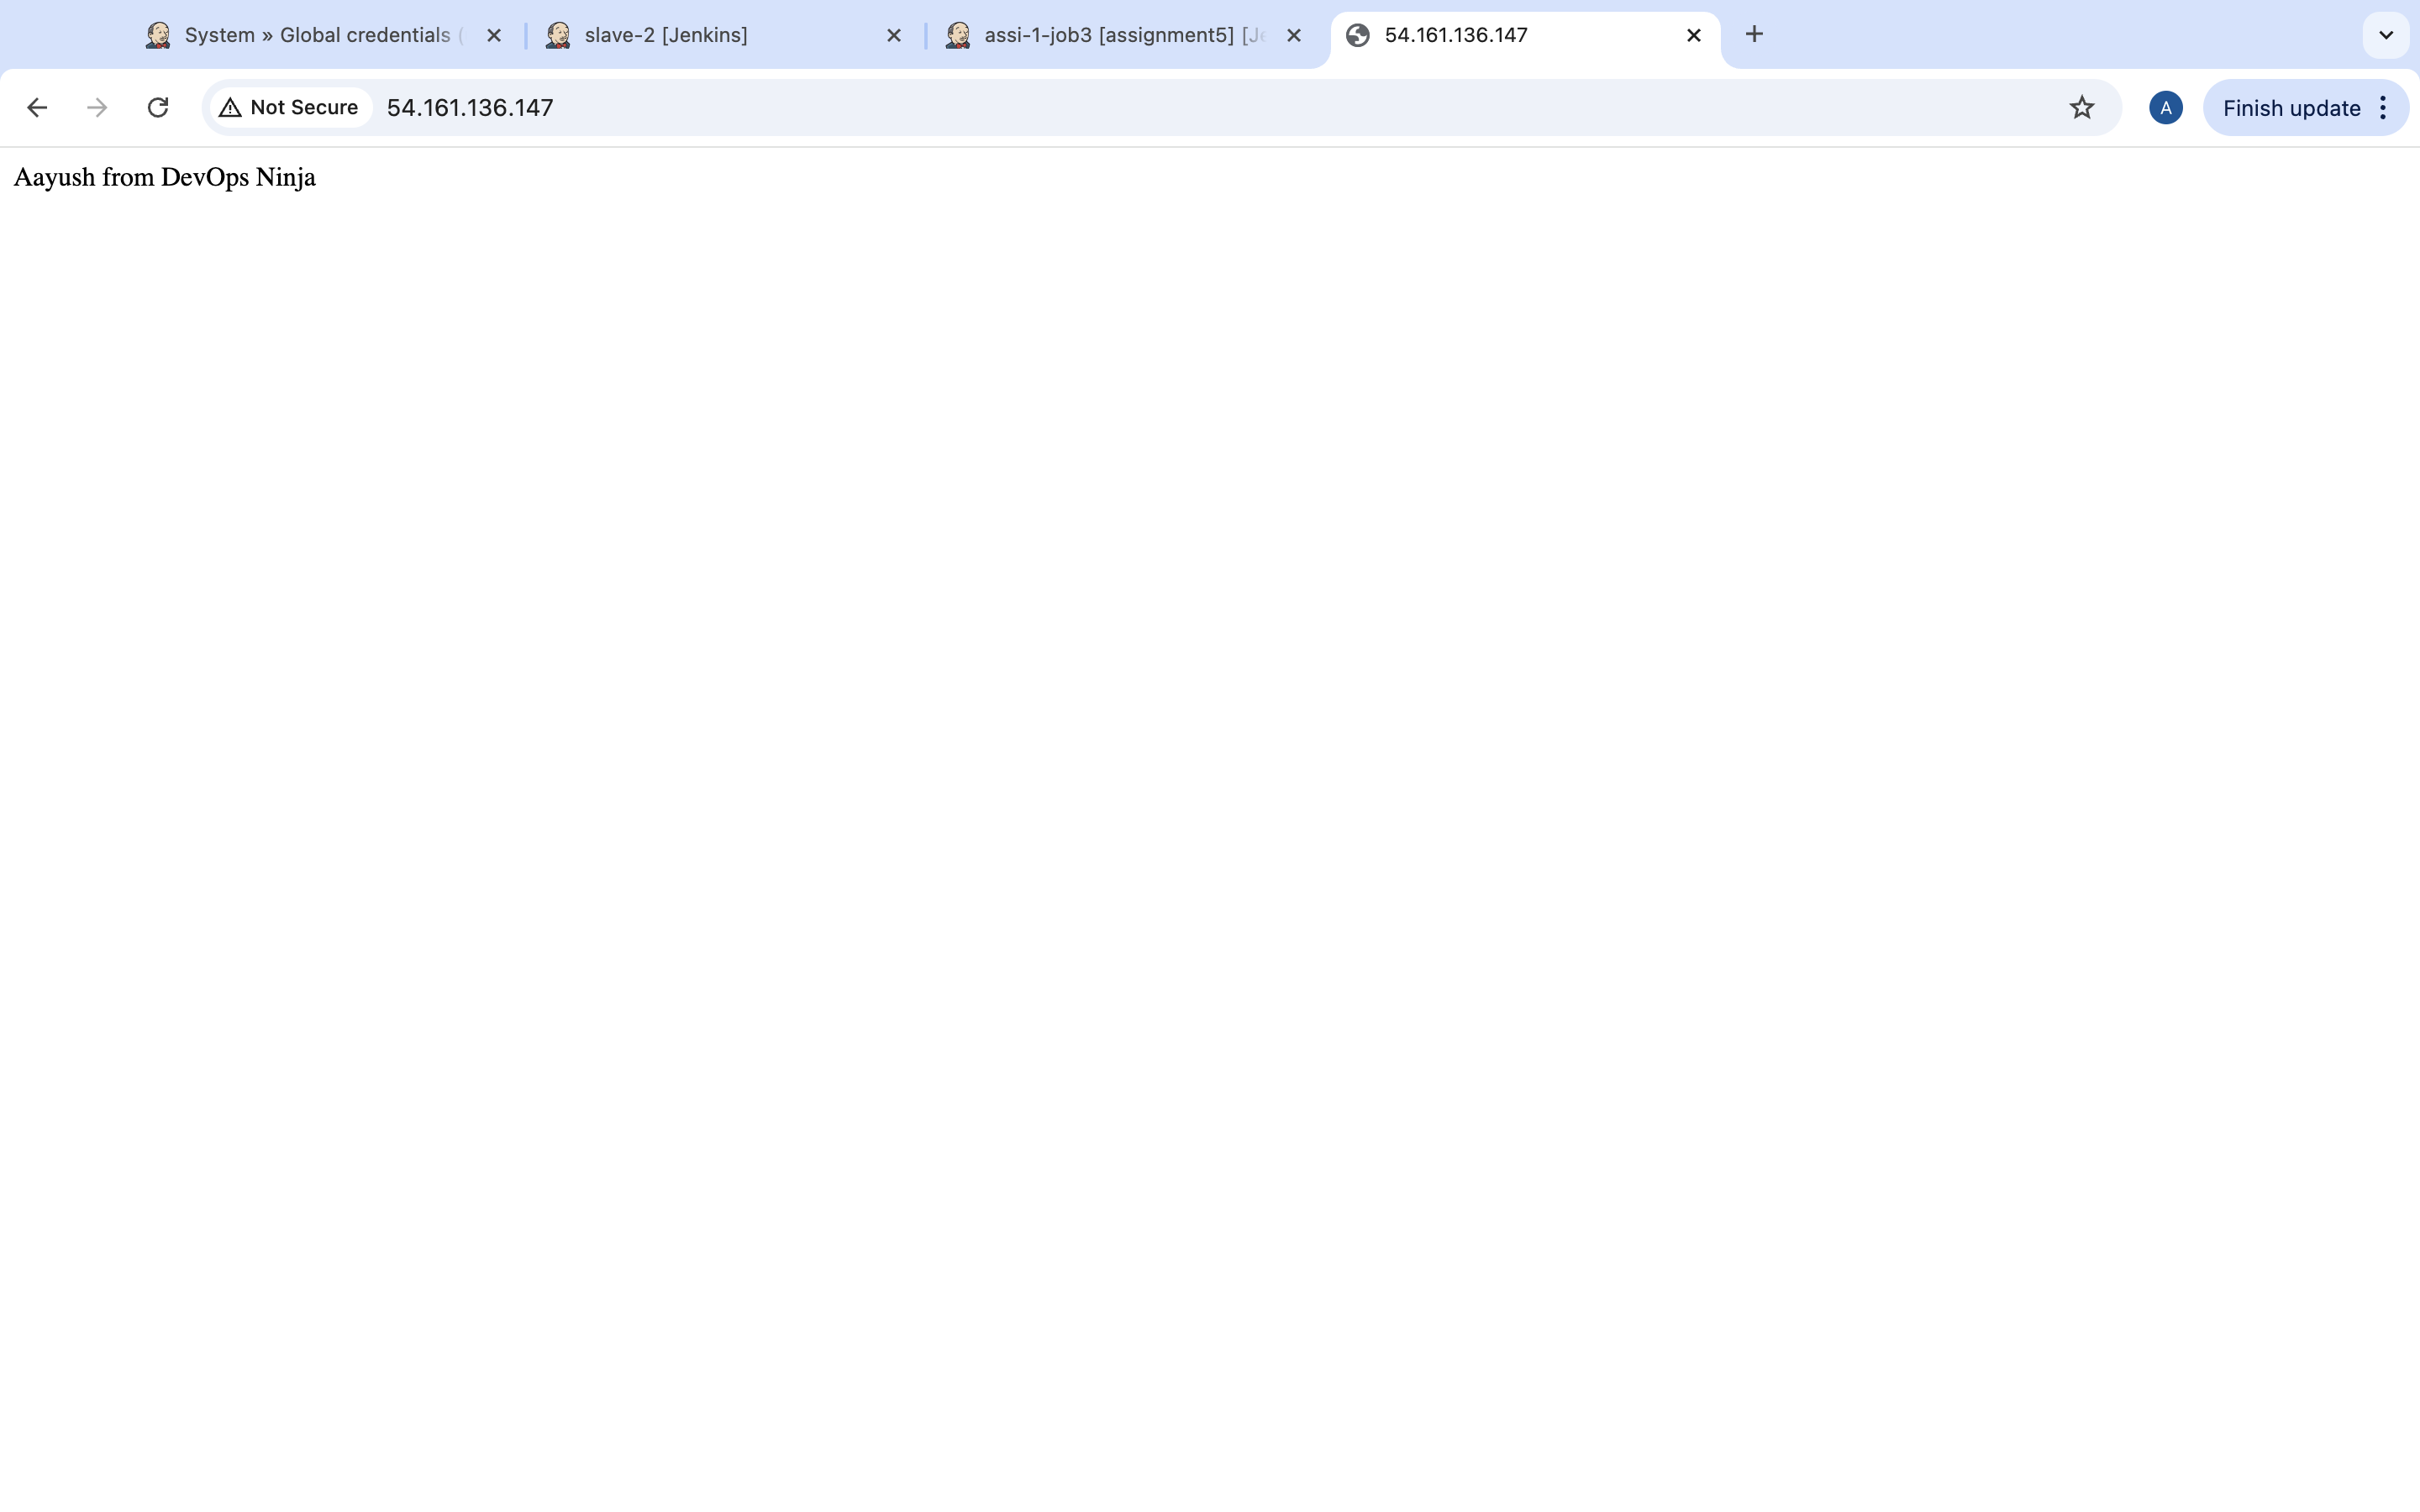 System » Global credentials (
slave-2 [Jenkins]
assi-1-job3 [assignment5] [Je
54.161.136.147
Not Secure
54.161.136.147
A
Finish update
Aayush from DevOps Ninja